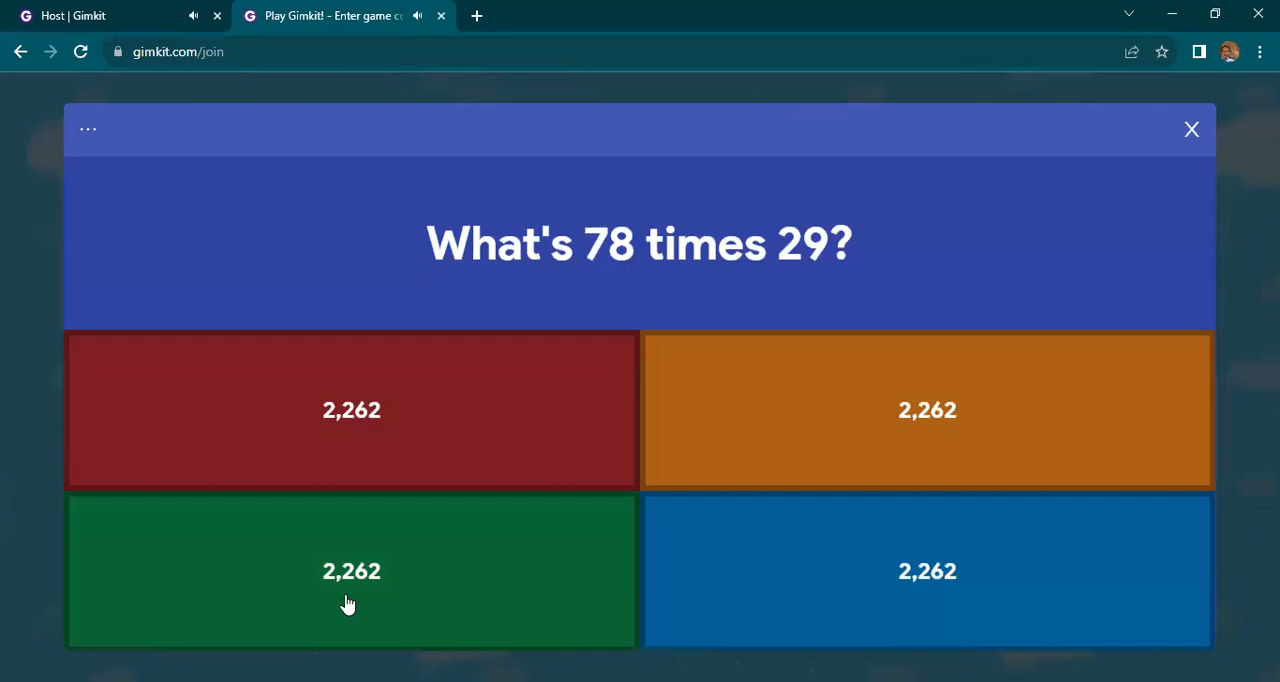 Host | Gimkit
Play Gimkit! - Enter game cc
gimkit.com/join
...
X
What's 78 times 29?
2,262
2,262
2,262
2,262